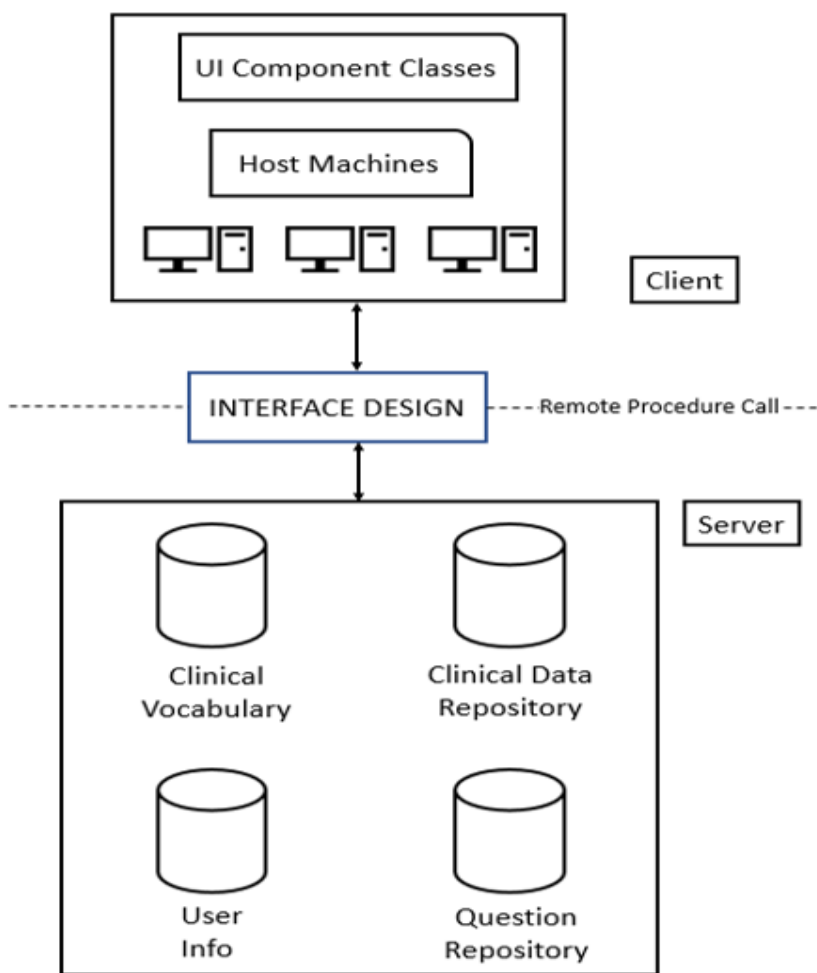 UI Component Classes
Host Machines
Client
INTERFACE DESIGN
Remote Procedure Call
Server
Clinical
Vocabulary
Clinical Data
Repository
User
Info
Question
Repository